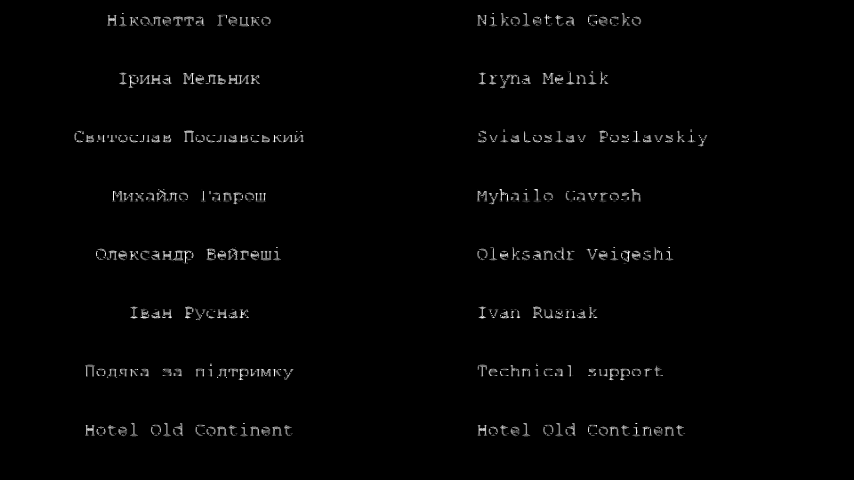 Ніколетта Гецко Nikoletta Gecko
Ірина Мельник Iryna Melnik
Святослав Пославський Sviatoslav Poslavskiy
Михайло Гаврош Myhailo Gavrosh
Олександр Вейгеші Oleksandr Veigeshi
Іван Руснак Ivan Rusnak
Подяка за підтримку Technical support
Hotel Old Continent Hotel Old Continent